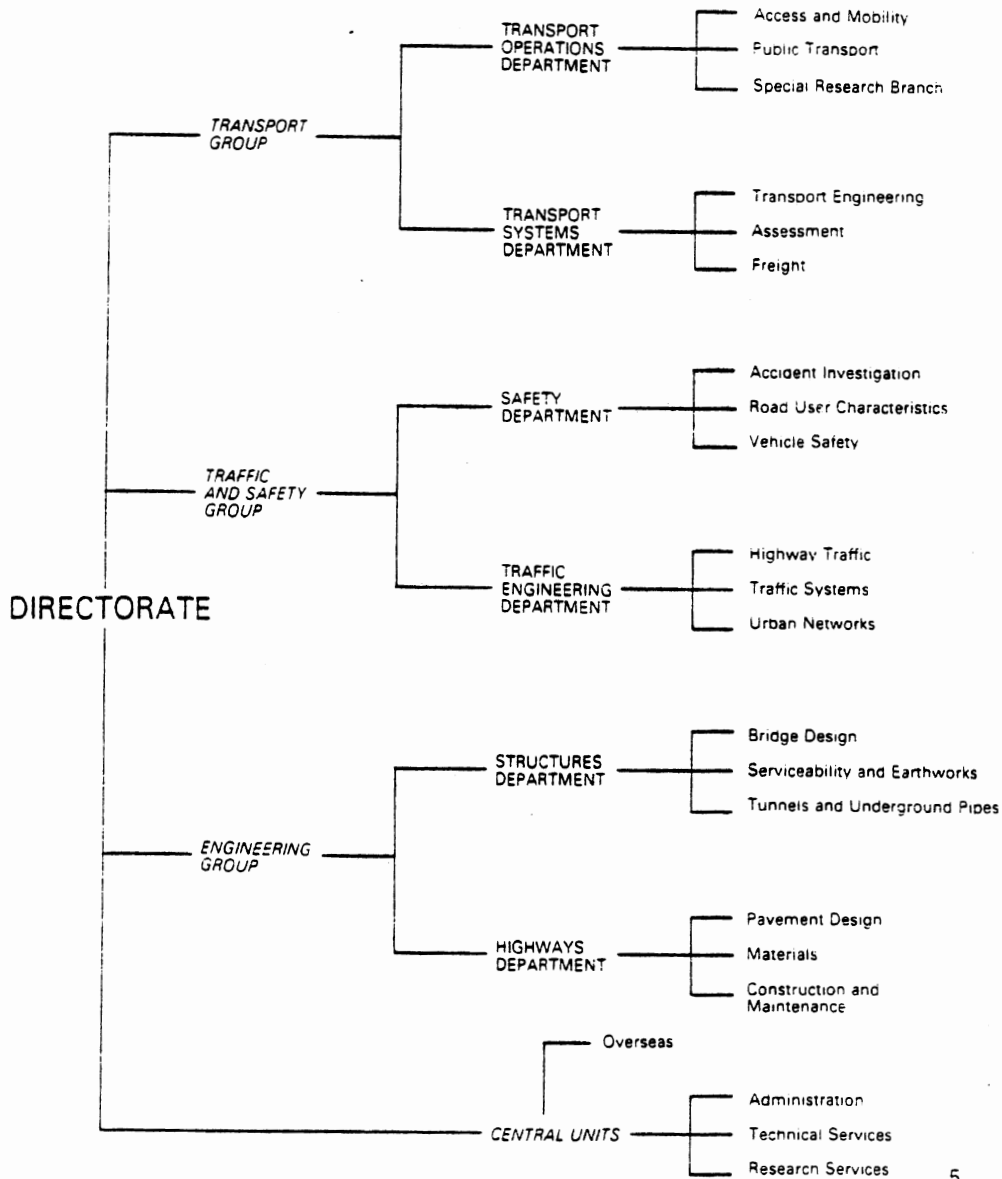 TRANSPORT
OPERATIONS
DEPARTMENT
Access and Mobility
Public Transport
Special Research Branch
TRANSPORT
GROUP
TRANSPORT
SYSTEMS
DEPARTMENT
Transport Engineering
Assessment
Freight
SAFETY
DEPARTMENT
Accident Investigation
Road User Characteristics
Vehicle Safety
TRAFFIC
AND SAFETY
GROUP
TRAFFIC
ENGINEERING
DEPARTMENT
Highway Traffic
Traffic Systems
Urban Networks
DIRECTORATE
STRUCTURES
DEPARTMENT
Bridge Design
Serviceability and Earthworks
Tunnels and Underground Pipes
ENGINEERING
GROUP
HIGHWAYS
DEPARTMENT
Pavement Design
Materials
Construction and
Maintenance
Overseas
CENTRAL UNITS
Administration
Technical Services
Research Services
5